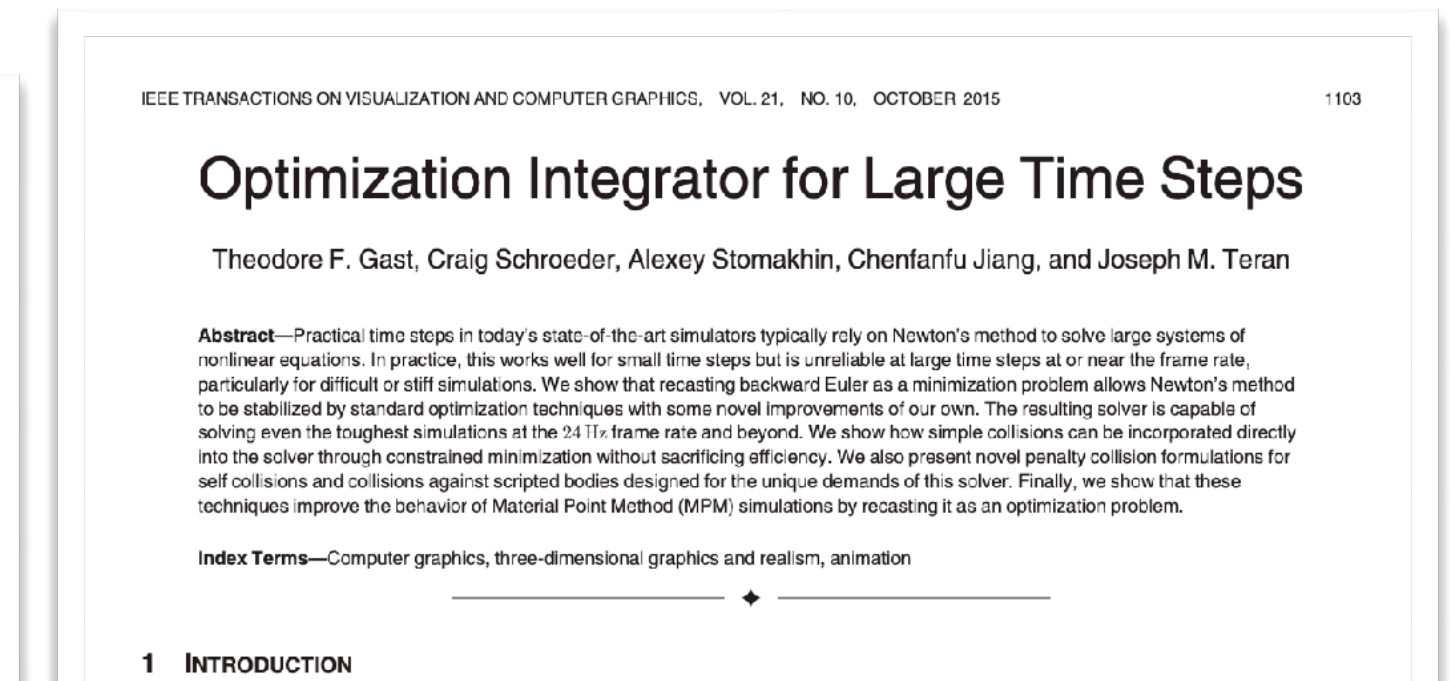 IEEE TRANSACTIONS ON VISUALIZATION AND COMPUTER GRAPHICS, VOL. 21, NO. 10, OCTOBER 2015 1103
Optimization Integrator for Large Time Steps
Theodore F. Gast, Craig Schroeder, Alexey Stomakhin, Chenfanfu Jiang, and Joseph M. Teran
Abstract—Practical time steps in today's state-of-the-art simulators typically rely on Newton's method to solve large systems of
nonlinear equations. In practice, this works well for small time steps but is unreliable at large time steps at or near the frame rate,
particularly for difficult or stiff simulations. We show that recasting backward Euler as a minimization problem allows Newton's method
to be stabilized by standard optimization techniques with some novel improvements of our own. The resulting solver is capable of
solving even the toughest simulations at the 24 Hz frame rate and beyond. We show how simple collisions can be incorporated directly
into the solver through constrained minimization without sacrificing efficiency. We also present novel penalty collision formulations for
self collisions and collisions against scripted bodies designed for the unique demands of this solver. Finally, we show that these
techniques improve the behavior of Material Point Method (MPM) simulations by recasting it as an optimization problem.
Index Terms—Computer graphics, three-dimensional graphics and realism, animation
1 INTRODUCTION